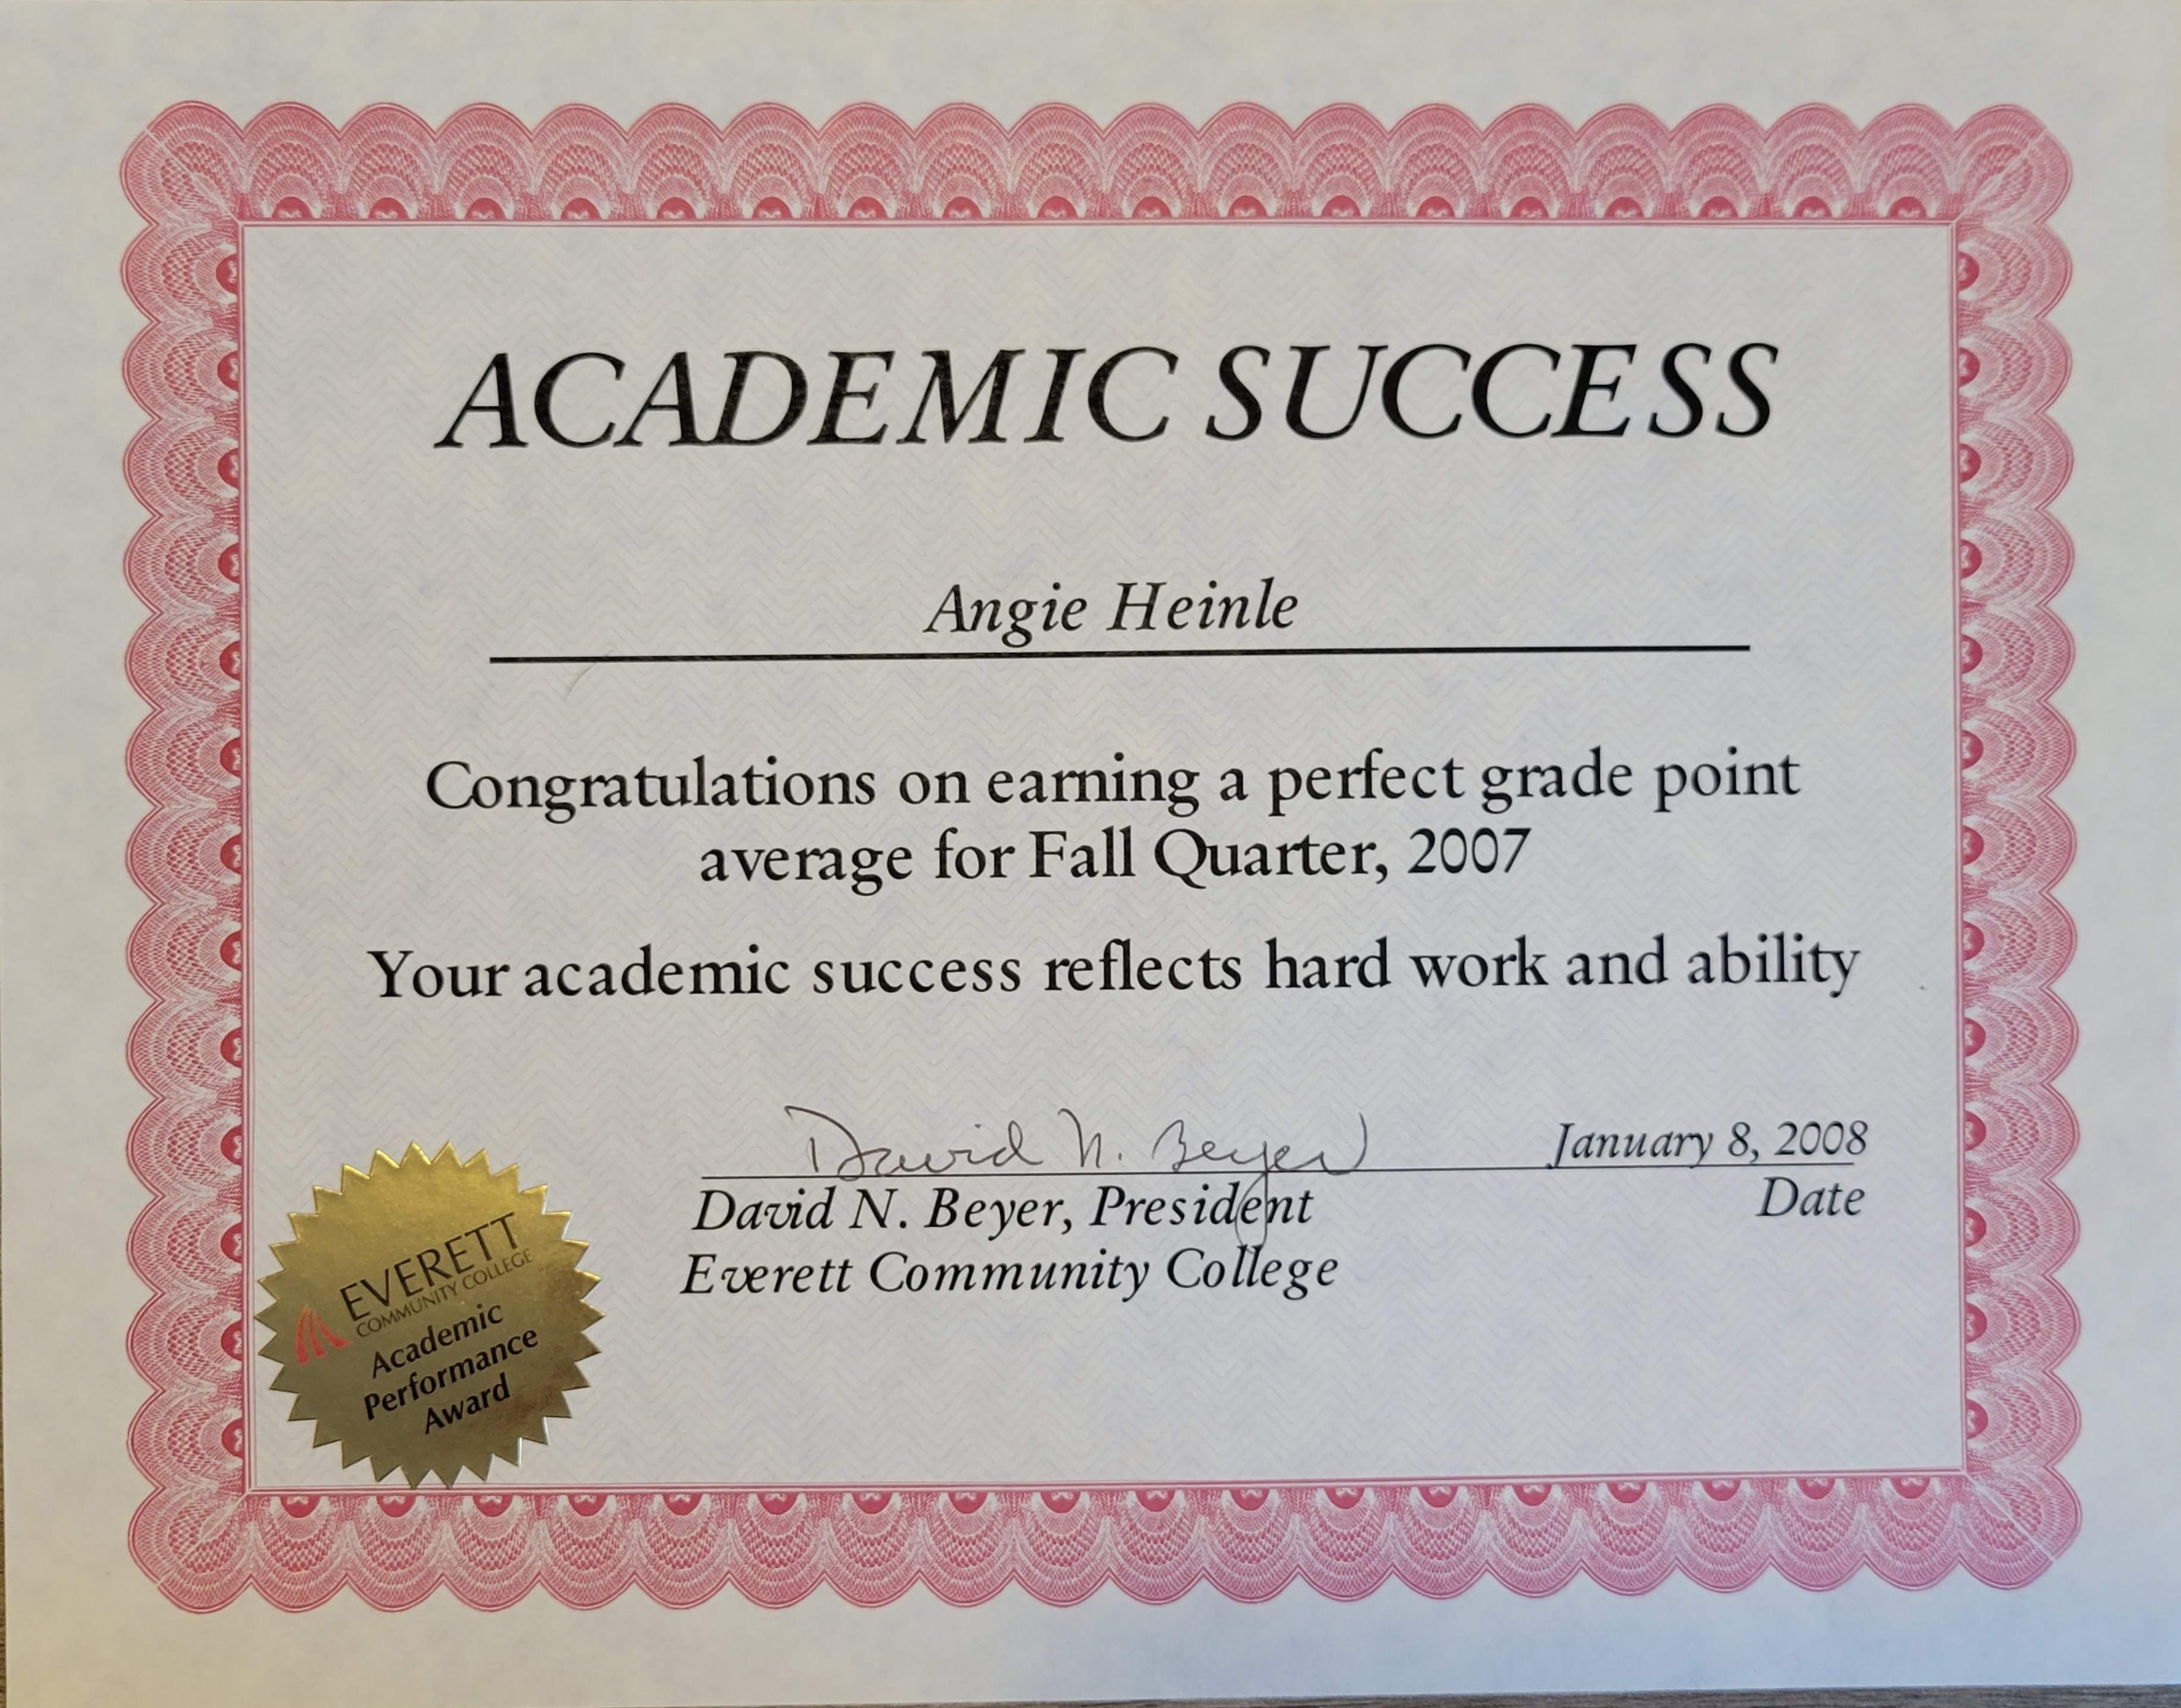 ACADEMIC SUCCESS
Angie Heinle
Congratulations on earning a perfect grade point
average for Fall Quarter, 2007
Your academic success reflects hard work and ability
David N. Beyer
January 8, 2008
David N. Beyer, President
Date
Everett Community College
EVERETT
COMMUNITY COLLEGE
Academic
Performance
Award